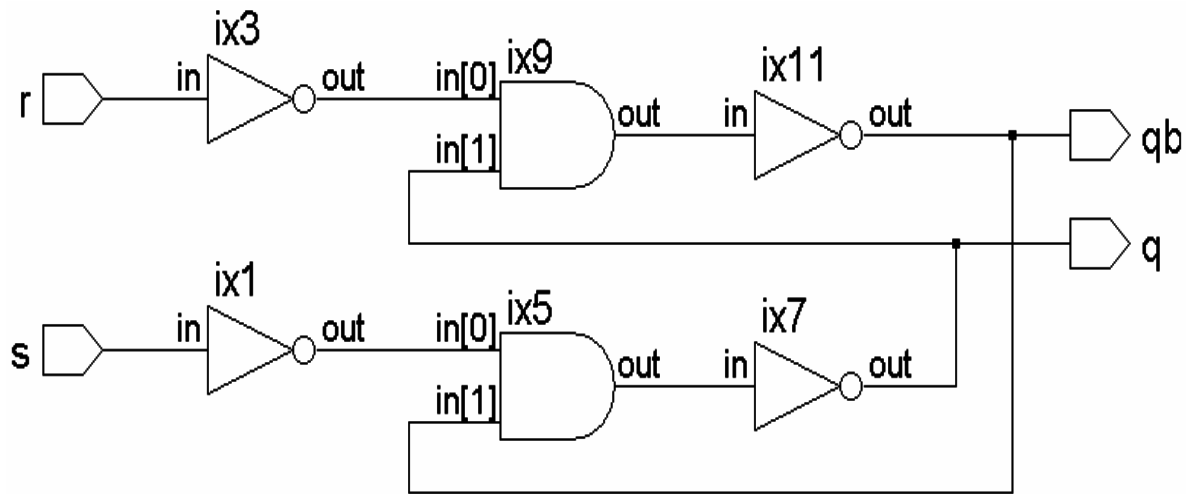 ix3
r
in
out
in[0]
ix9
in[1]
out
in
ix11
out
qb
q
ix1
s
in
out
in[0]
ix5
in[1]
out
in
ix7
out